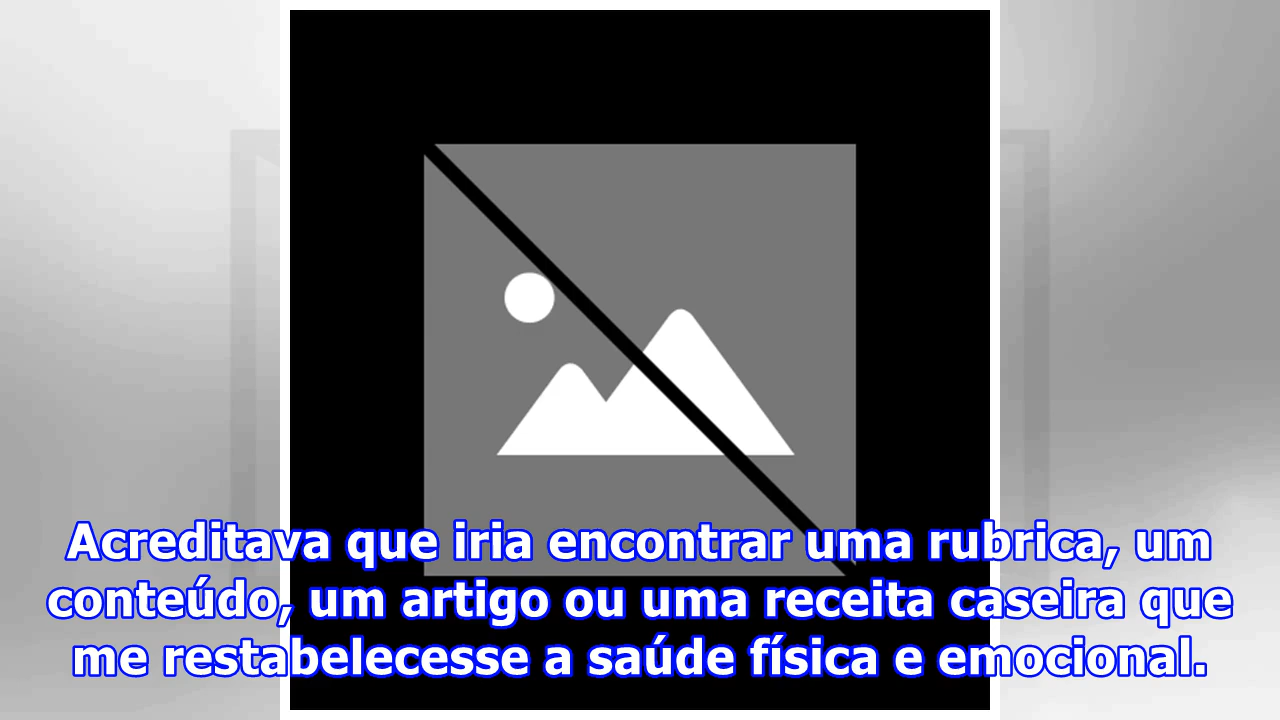 Acreditava que iria encontrar uma rubrica, um
conteúdo, um artigo ou uma receita caseira que
me restabelecesse a saúde física e emocional.